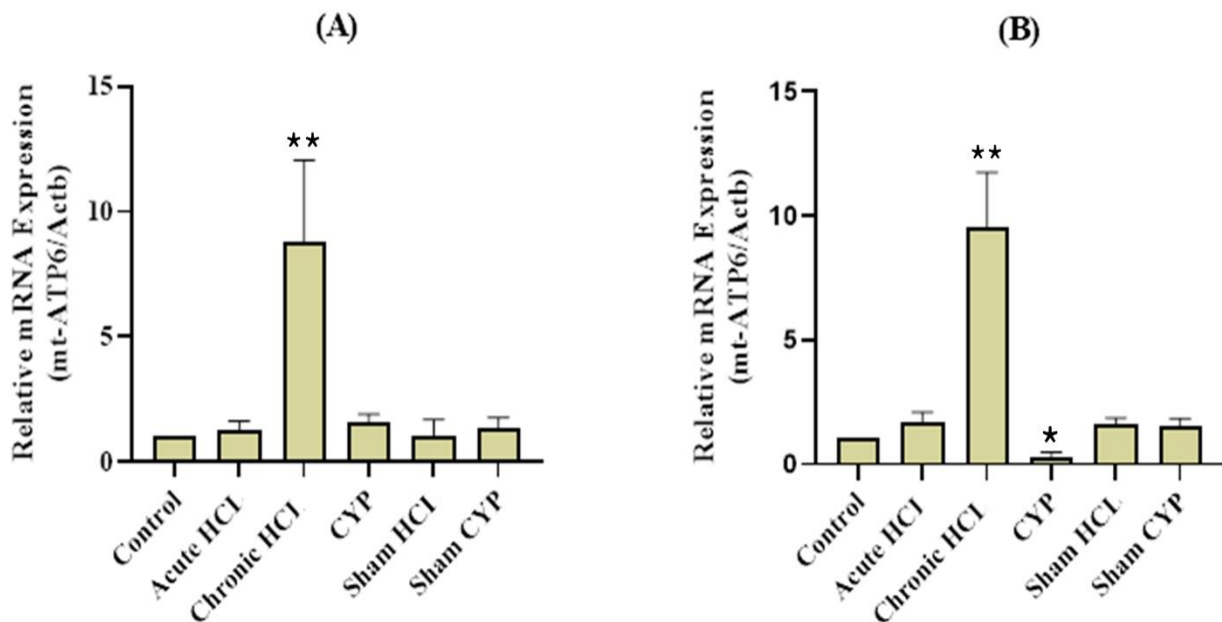 (A)
Relative mRNA Expression
(mt-ATP6/Actb)
15
10
5
0
**
Control
Acute HCL
Chronic HCL
CYP
Sham HCL
Sham CYP
(B)
Relative mRNA Expression
(mt-ATP6/Actb)
15
10
5
0
**
*
Control
Acute HCL
Chronic HCL
CYP
Sham HCL
Sham CYP